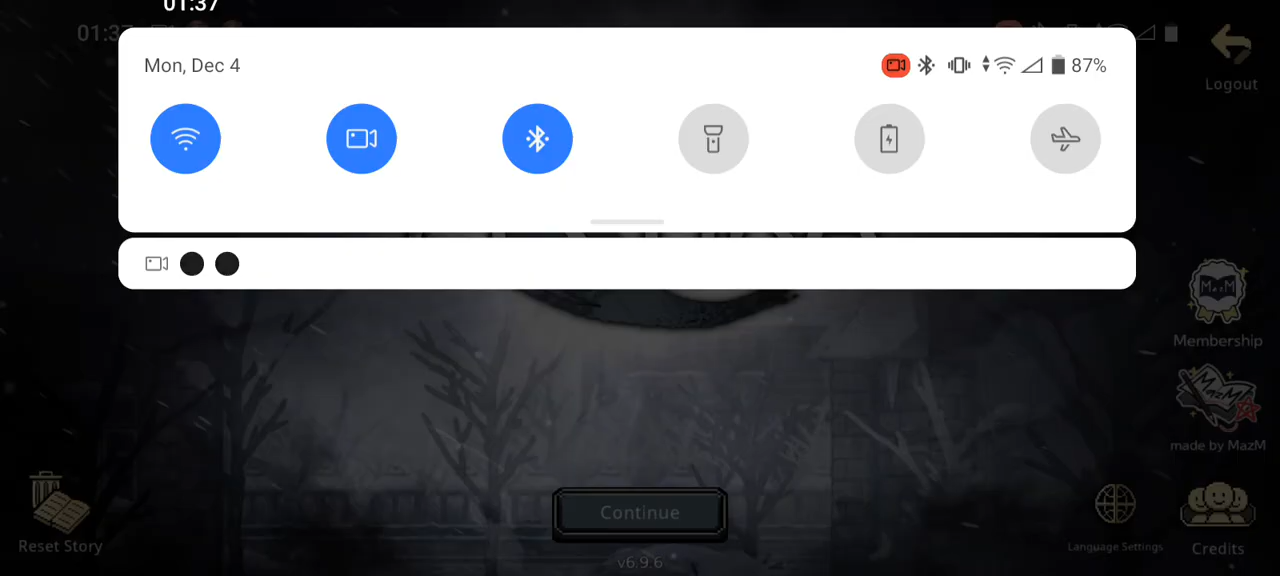 01:37
Mon, Dec 4
87%
Logout
MazM
Membership
MazM
made by MazM
Continue
Reset Story
Language Settings
Credits
v6.9.6